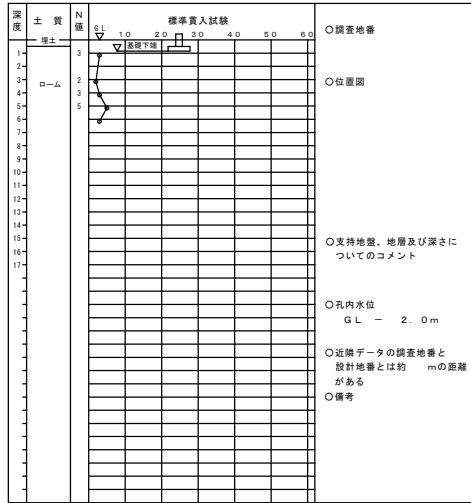 深度
土質
N値
標準貫入試験
GL
10 20 30 40 50 60
埋土
基礎下端
ローム
1 3
2
3 2
4 3
5 5
6
7
8
9
10
11
12
13
14
15
16
17
○調査地番
○位置図
○支持地盤、地層及び深さに
ついてのコメント
○孔内水位
GL － 2.0m
○近隣データの調査地番と
設計地番とは約　　mの距離
がある
○備考